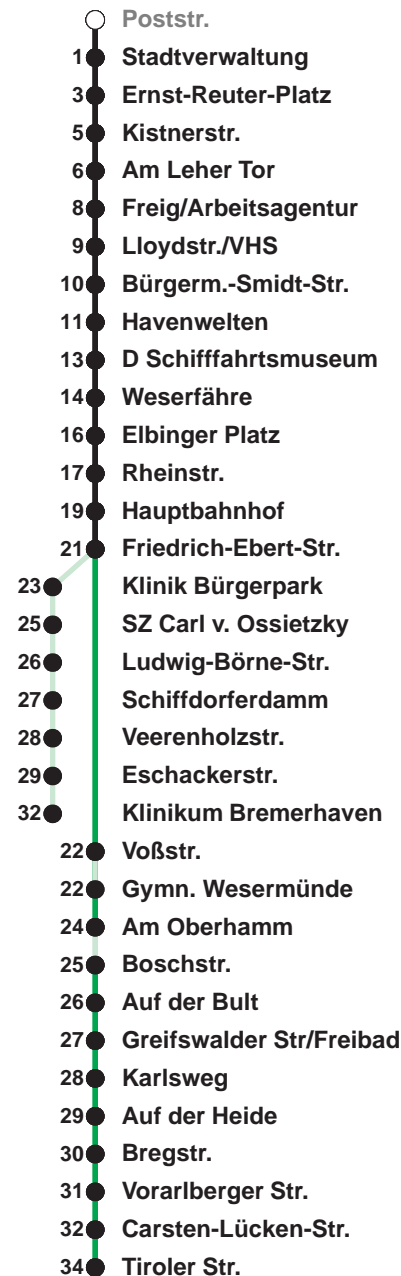 Poststr.
1 Stadtverwaltung
3 Ernst-Reuter-Platz
5 Kistnerstr.
6 Am Leher Tor
8 Freig/Arbeitsagentur
9 Lloydstr./VHS
10 Bürgerm.-Smidt-Str.
11 Havenwelten
13 D Schifffahrtsmuseum
14 Weserfähre
16 Elbinger Platz
17 Rheinstr.
19 Hauptbahnhof
21 Friedrich-Ebert-Str.
23 Klinik Bürgerpark
25 SZ Carl v. Ossietzky
26 Ludwig-Börne-Str.
27 Schiffdorferdamm
28 Veerenholzstr.
29 Eschackerstr.
32 Klinikum Bremerhaven
22 Voßstr.
22 Gymn. Wesermünde
24 Am Oberhamm
25 Boschstr.
26 Auf der Bult
27 Greifswalder Str/Freibad
28 Karlsweg
29 Auf der Heide
30 Bregstr.
31 Vorarlberger Str.
32 Carsten-Lücken-Str.
34 Tiroler Str.